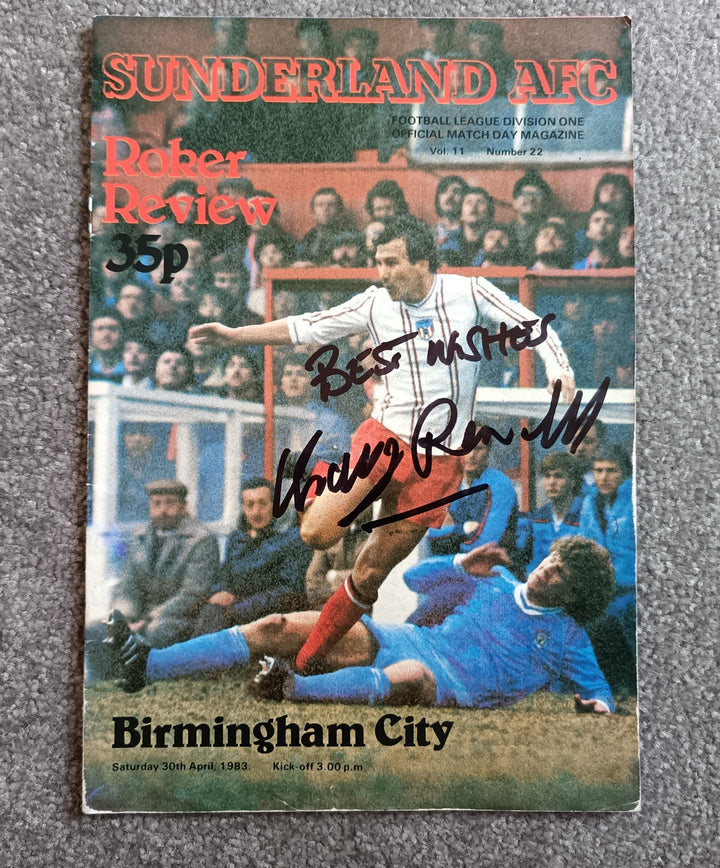 SUNDERLAND AFC
FOOTBALL LEAGUE DIVISION ONE
OFFICIAL MATCH DAY MAGAZINE
Vol. 11 Number 22
Roker
Review
35p
BEST WISHES
Birmingham City
Saturday 30th April, 1983 Kick-off 3.00 p.m.